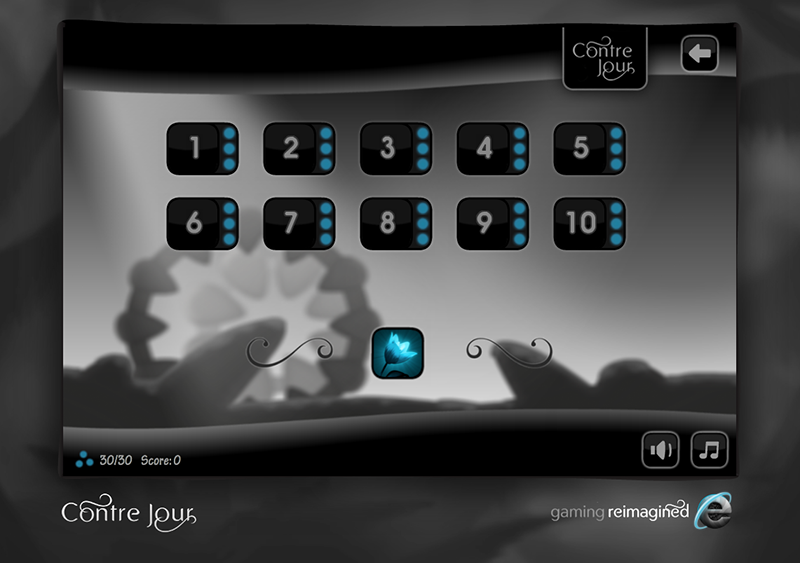 Contre
Jour
1 2 3 4 5
6 7 8 9 10
30/30 Score: 0
Contre Jour
gaming reimagined